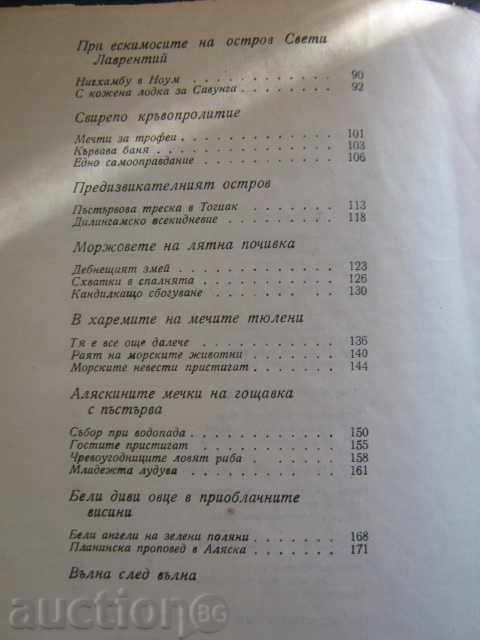 При ескимосите на остров Свети
Лаврентий
Нигхамбу в Ноум . . . . . . . . . . . 90
С кожена лодка за Савунга . . . . . . . 92
Свирепо кръвопролитие
Мечти за трофеи . . . . . . . . . . . . 101
Кървава баня . . . . . . . . . . . . . 103
Едно самооправдание . . . . . . . . . . 106
Предизвикателният остров
Пъстървова треска в Тогиак . . . . . . . 113
Дилингамско всекидневие . . . . . . . . 118
Моржовете на лятна почивка
Дебнещият змей . . . . . . . . . . . . 123
Схватки в спалнята . . . . . . . . . . 126
Кандилкащо сбогуване . . . . . . . . . 130
В харемите на мечите тюлени
Тя е все още далече . . . . . . . . . . 136
Раят на морските животни . . . . . . . 140
Морските невести пристигат . . . . . . . 144
Аляскините мечки на гощавка
с пъстърва
Събор при водопада . . . . . . . . . . . 150
Гостите пристигат . . . . . . . . . . . 155
Чревоугодниците ловят риба . . . . . . . 158
Младежта лудува . . . . . . . . . . . . 161
Бели диви овце в приоблачните
висини
Бели ангели на зелени поляни . . . . . . 168
Планинска проповед в Аляска . . . . . . . 171
Вълна след вълна
auction BG